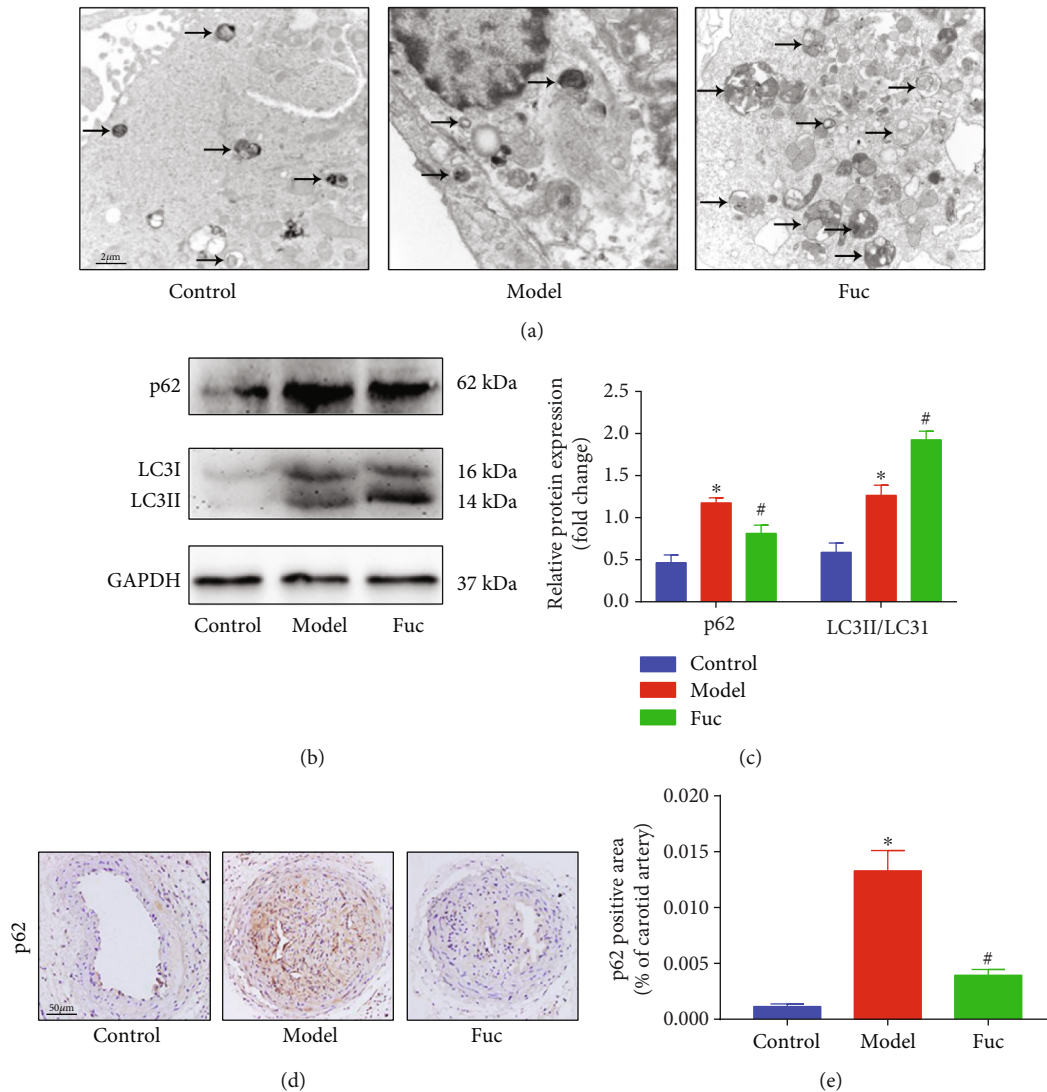 2μm
Control
Model
Fuc
(a)
p62
62 kDa
LC3I
16 kDa
LC3II
14 kDa
GAPDH
37 kDa
Control
Model
Fuc
(b)
Relative protein expression
(fold change)
2.5
2.0
1.5
1.0
0.5
0.0
*
#
*
#
p62
LC3II/LC31
Control
Model
Fuc
(c)
p62
50μm
Control
Model
Fuc
(d)
p62 positive area
(% of carotid artery)
0.020
0.015
0.010
0.005
0.000
*
#
Control
Model
Fuc
(e)